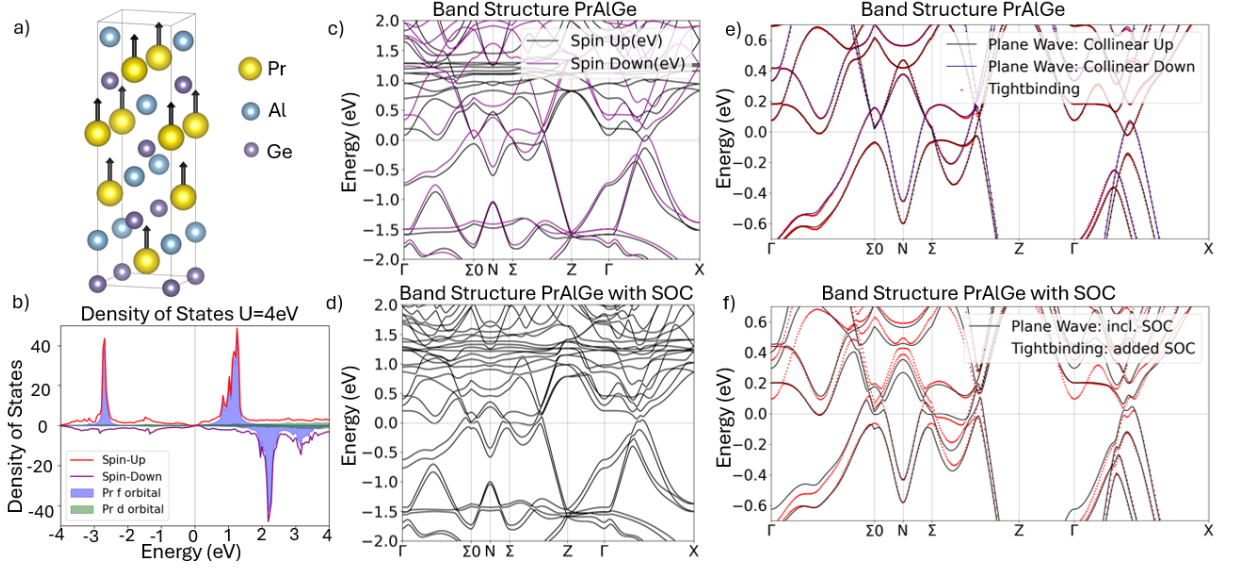 a)
Pr
Al
Ge
b)
Density of States U=4eV
Density of States
40
20
0
-20
-40
Spin-Up
Spin-Down
Pr f orbital
Pr d orbital
-4 -3 -2 -1 0 1 2 3 4
Energy (eV)
c)
Band Structure PrAlGe
Energy (eV)
2.0
1.5
1.0
0.5
0.0
−0.5
−1.0
−1.5
−2.0
Spin Up(eV)
Spin Down(eV)
Γ Σ0 N Σ Z Γ X
d)
Band Structure PrAlGe with SOC
Energy (eV)
2.0
1.5
1.0
0.5
0.0
−0.5
−1.0
−1.5
−2.0
Γ Σ0 N Σ Z Γ X
e)
Band Structure PrAlGe
Energy (eV)
0.6
0.4
0.2
0.0
−0.2
−0.4
−0.6
Plane Wave: Collinear Up
Plane Wave: Collinear Down
Tightbinding
Γ Σ0 N Σ Z Γ X
f)
Band Structure PrAlGe with SOC
Energy (eV)
0.6
0.4
0.2
0.0
−0.2
−0.4
−0.6
Plane Wave: incl. SOC
Tightbinding: added SOC
Γ Σ0 N Σ Z Γ X